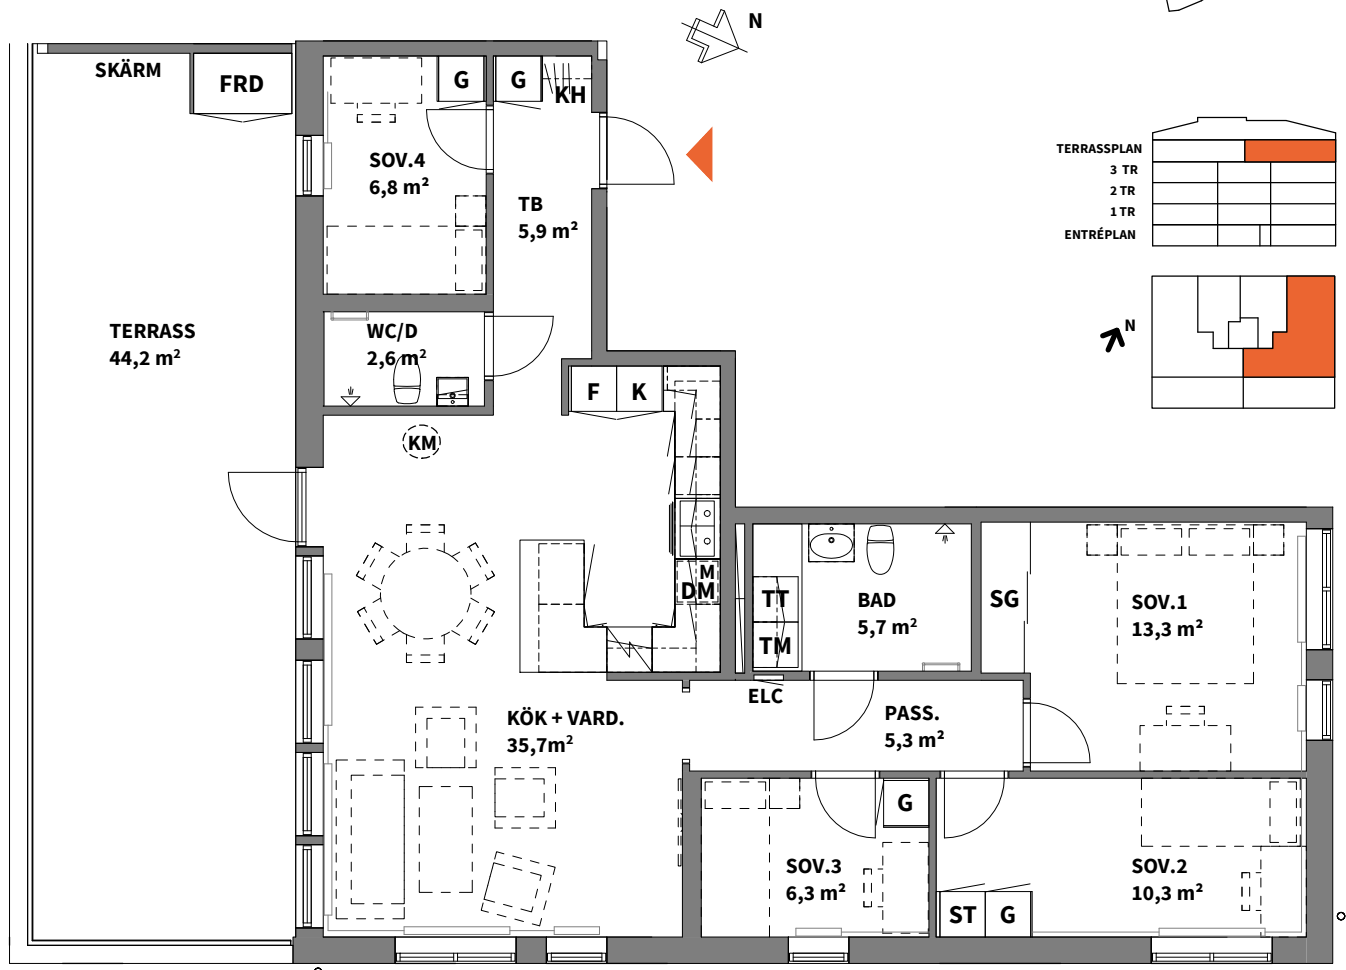 N
SKÄRM
FRD
G
G
KH
SOV.4
6,8 m²
TB
5,9 m²
TERRASSPLAN
3 TR
2 TR
1 TR
ENTRÉPLAN
N
TERRASS
44,2 m²
WC/D
2,6 m²
F
K
KM
M
DM
TT
TM
BAD
5,7 m²
SG
SOV.1
13,3 m²
ELC
KÖK + VARD.
35,7m²
PASS.
5,3 m²
G
SOV.3
6,3 m²
SOV.2
10,3 m²
ST
G